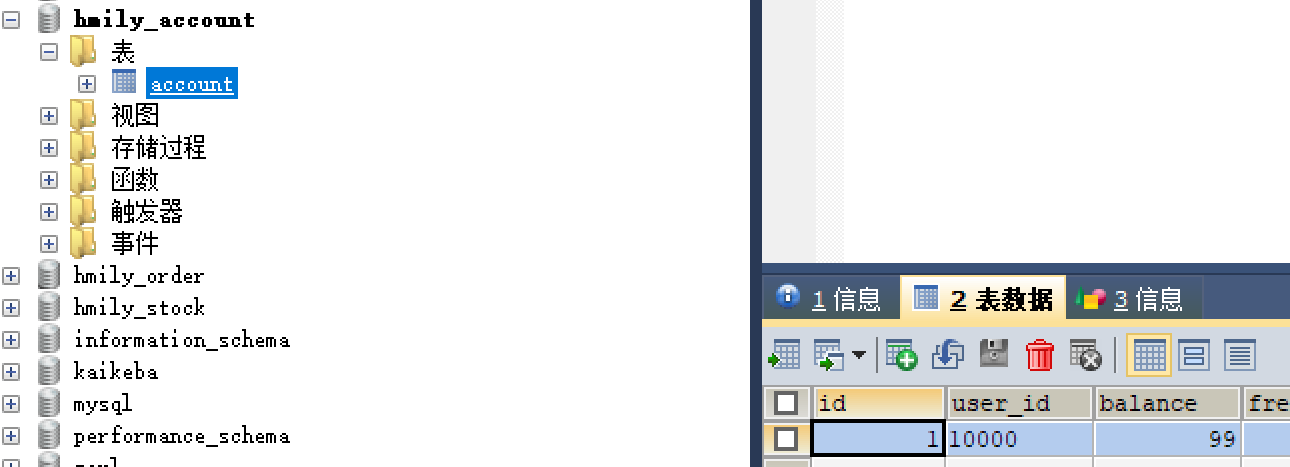 hmily_account
表
account
视图
存储过程
函数
触发器
事件
hmily_order
hmily_stock
information_schema
kaikeba
mysql
performance_schema
1 信息 2 表数据 3 信息
id user_id balance fre
1 10000 99